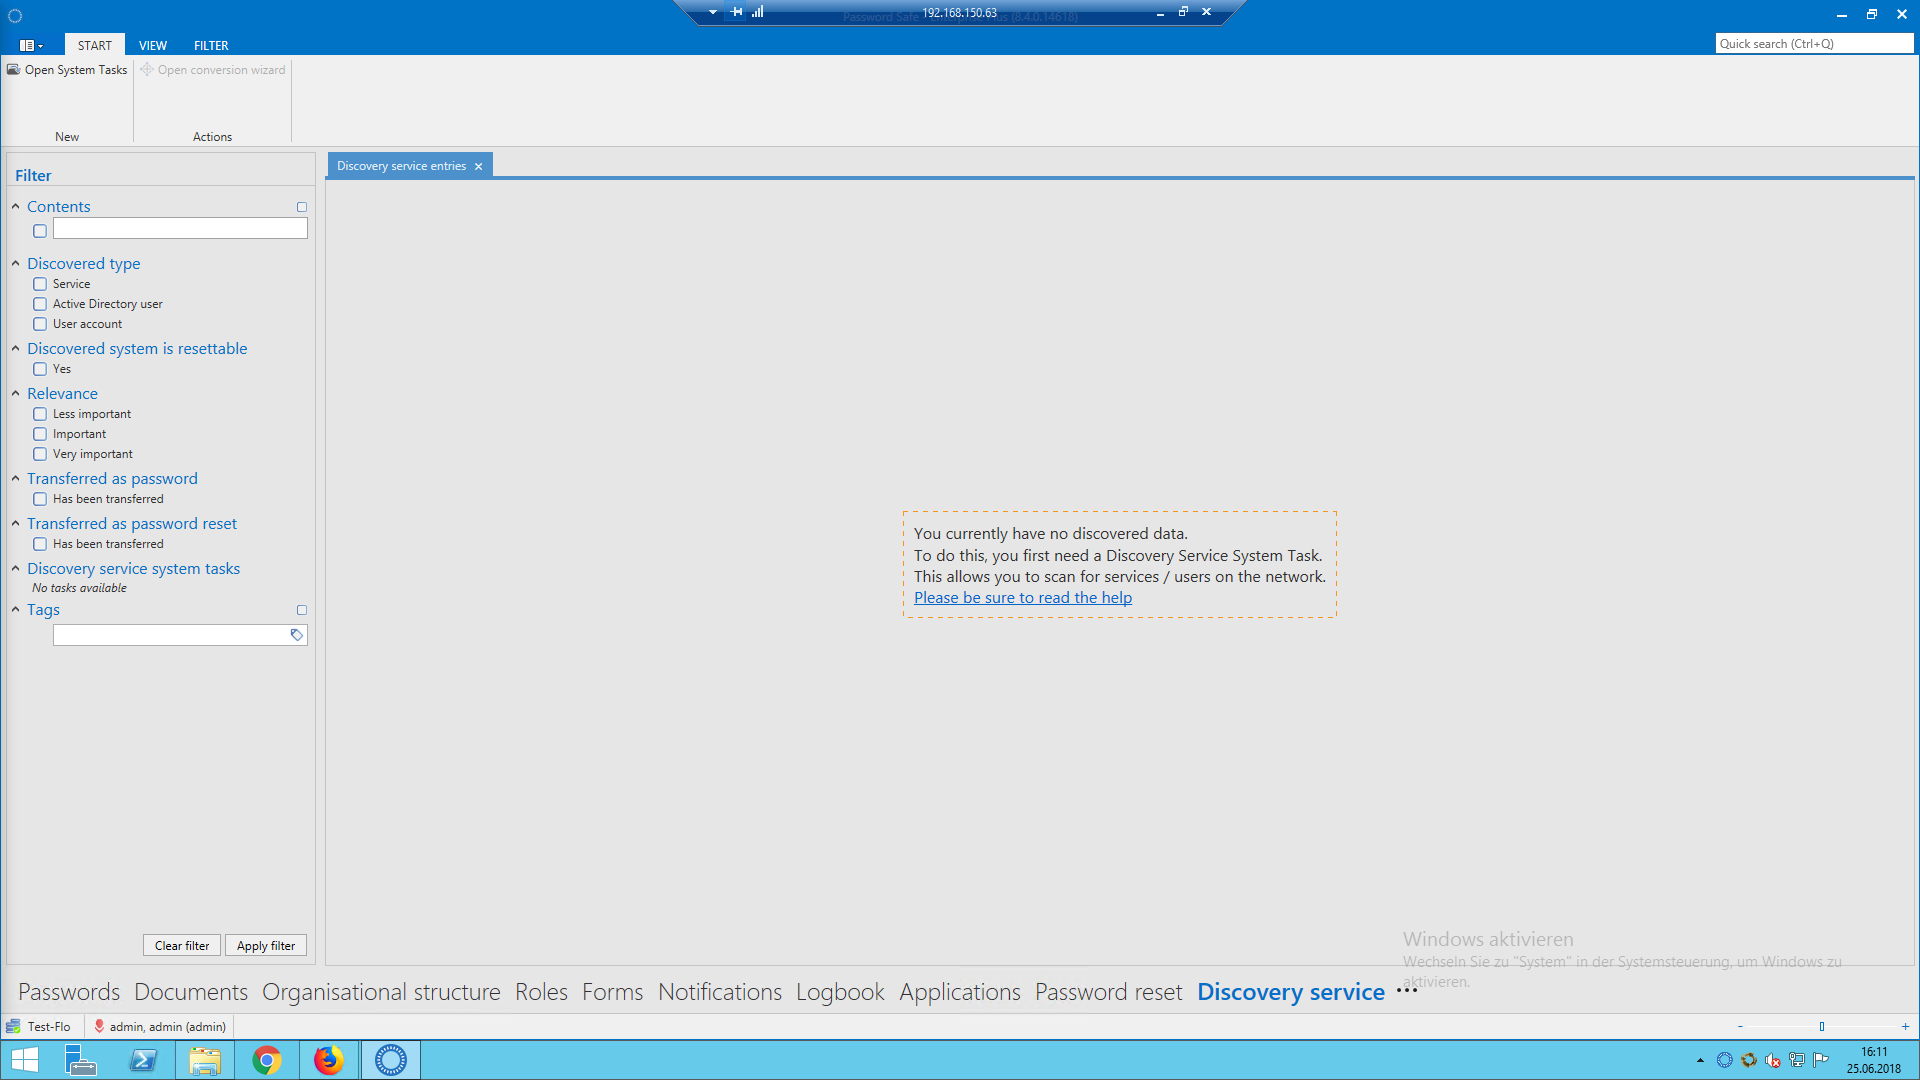 192.168.150.63
START
VIEW
FILTER
Quick search (Ctrl+Q)
Open System Tasks
Open conversion wizard
New
Actions
Filter
Discovery service entries
Contents
Discovered type
Service
Active Directory user
User account
Discovered system is resettable
Yes
Relevance
Less important
Important
Very important
Transferred as password
Has been transferred
Transferred as password reset
Has been transferred
Discovery service system tasks
No tasks available
Tags
You currently have no discovered data.
To do this, you first need a Discovery Service System Task.
This allows you to scan for services / users on the network.
Please be sure to read the help
Clear filter
Apply filter
Windows aktivieren
Wechseln Sie zu "System" in der Systemsteuerung, um Windows zu
aktivieren.
Passwords Documents Organisational structure Roles Forms Notifications Logbook Applications Password reset Discovery service
Test-Flo
admin, admin (admin)
16:11
25.06.2018